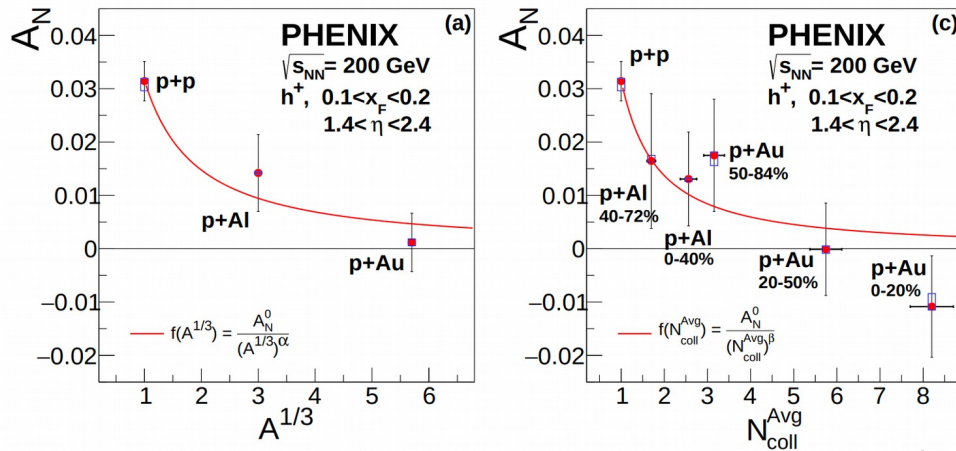 A_N
0.04
0.03
0.02
0.01
0
−0.01
−0.02
PHENIX
(a)
√s_NN = 200 GeV
h⁺, 0.1<x_F<0.2
1.4< η <2.4
p+p
p+Al
p+Au
f(A^{1/3}) = A_N^0 / (A^{1/3})^α
1 2 3 4 5 6
A^{1/3}
A_N
0.04
0.03
0.02
0.01
0
−0.01
−0.02
PHENIX
(c)
√s_NN = 200 GeV
h⁺, 0.1<x_F<0.2
1.4< η <2.4
p+p
p+Au
50-84%
p+Al
40-72%
p+Al
0-40%
p+Au
20-50%
p+Au
0-20%
f(N_coll^Avg) = A_N^0 / (N_coll^Avg)^β
1 2 3 4 5 6 7 8
N_coll^Avg